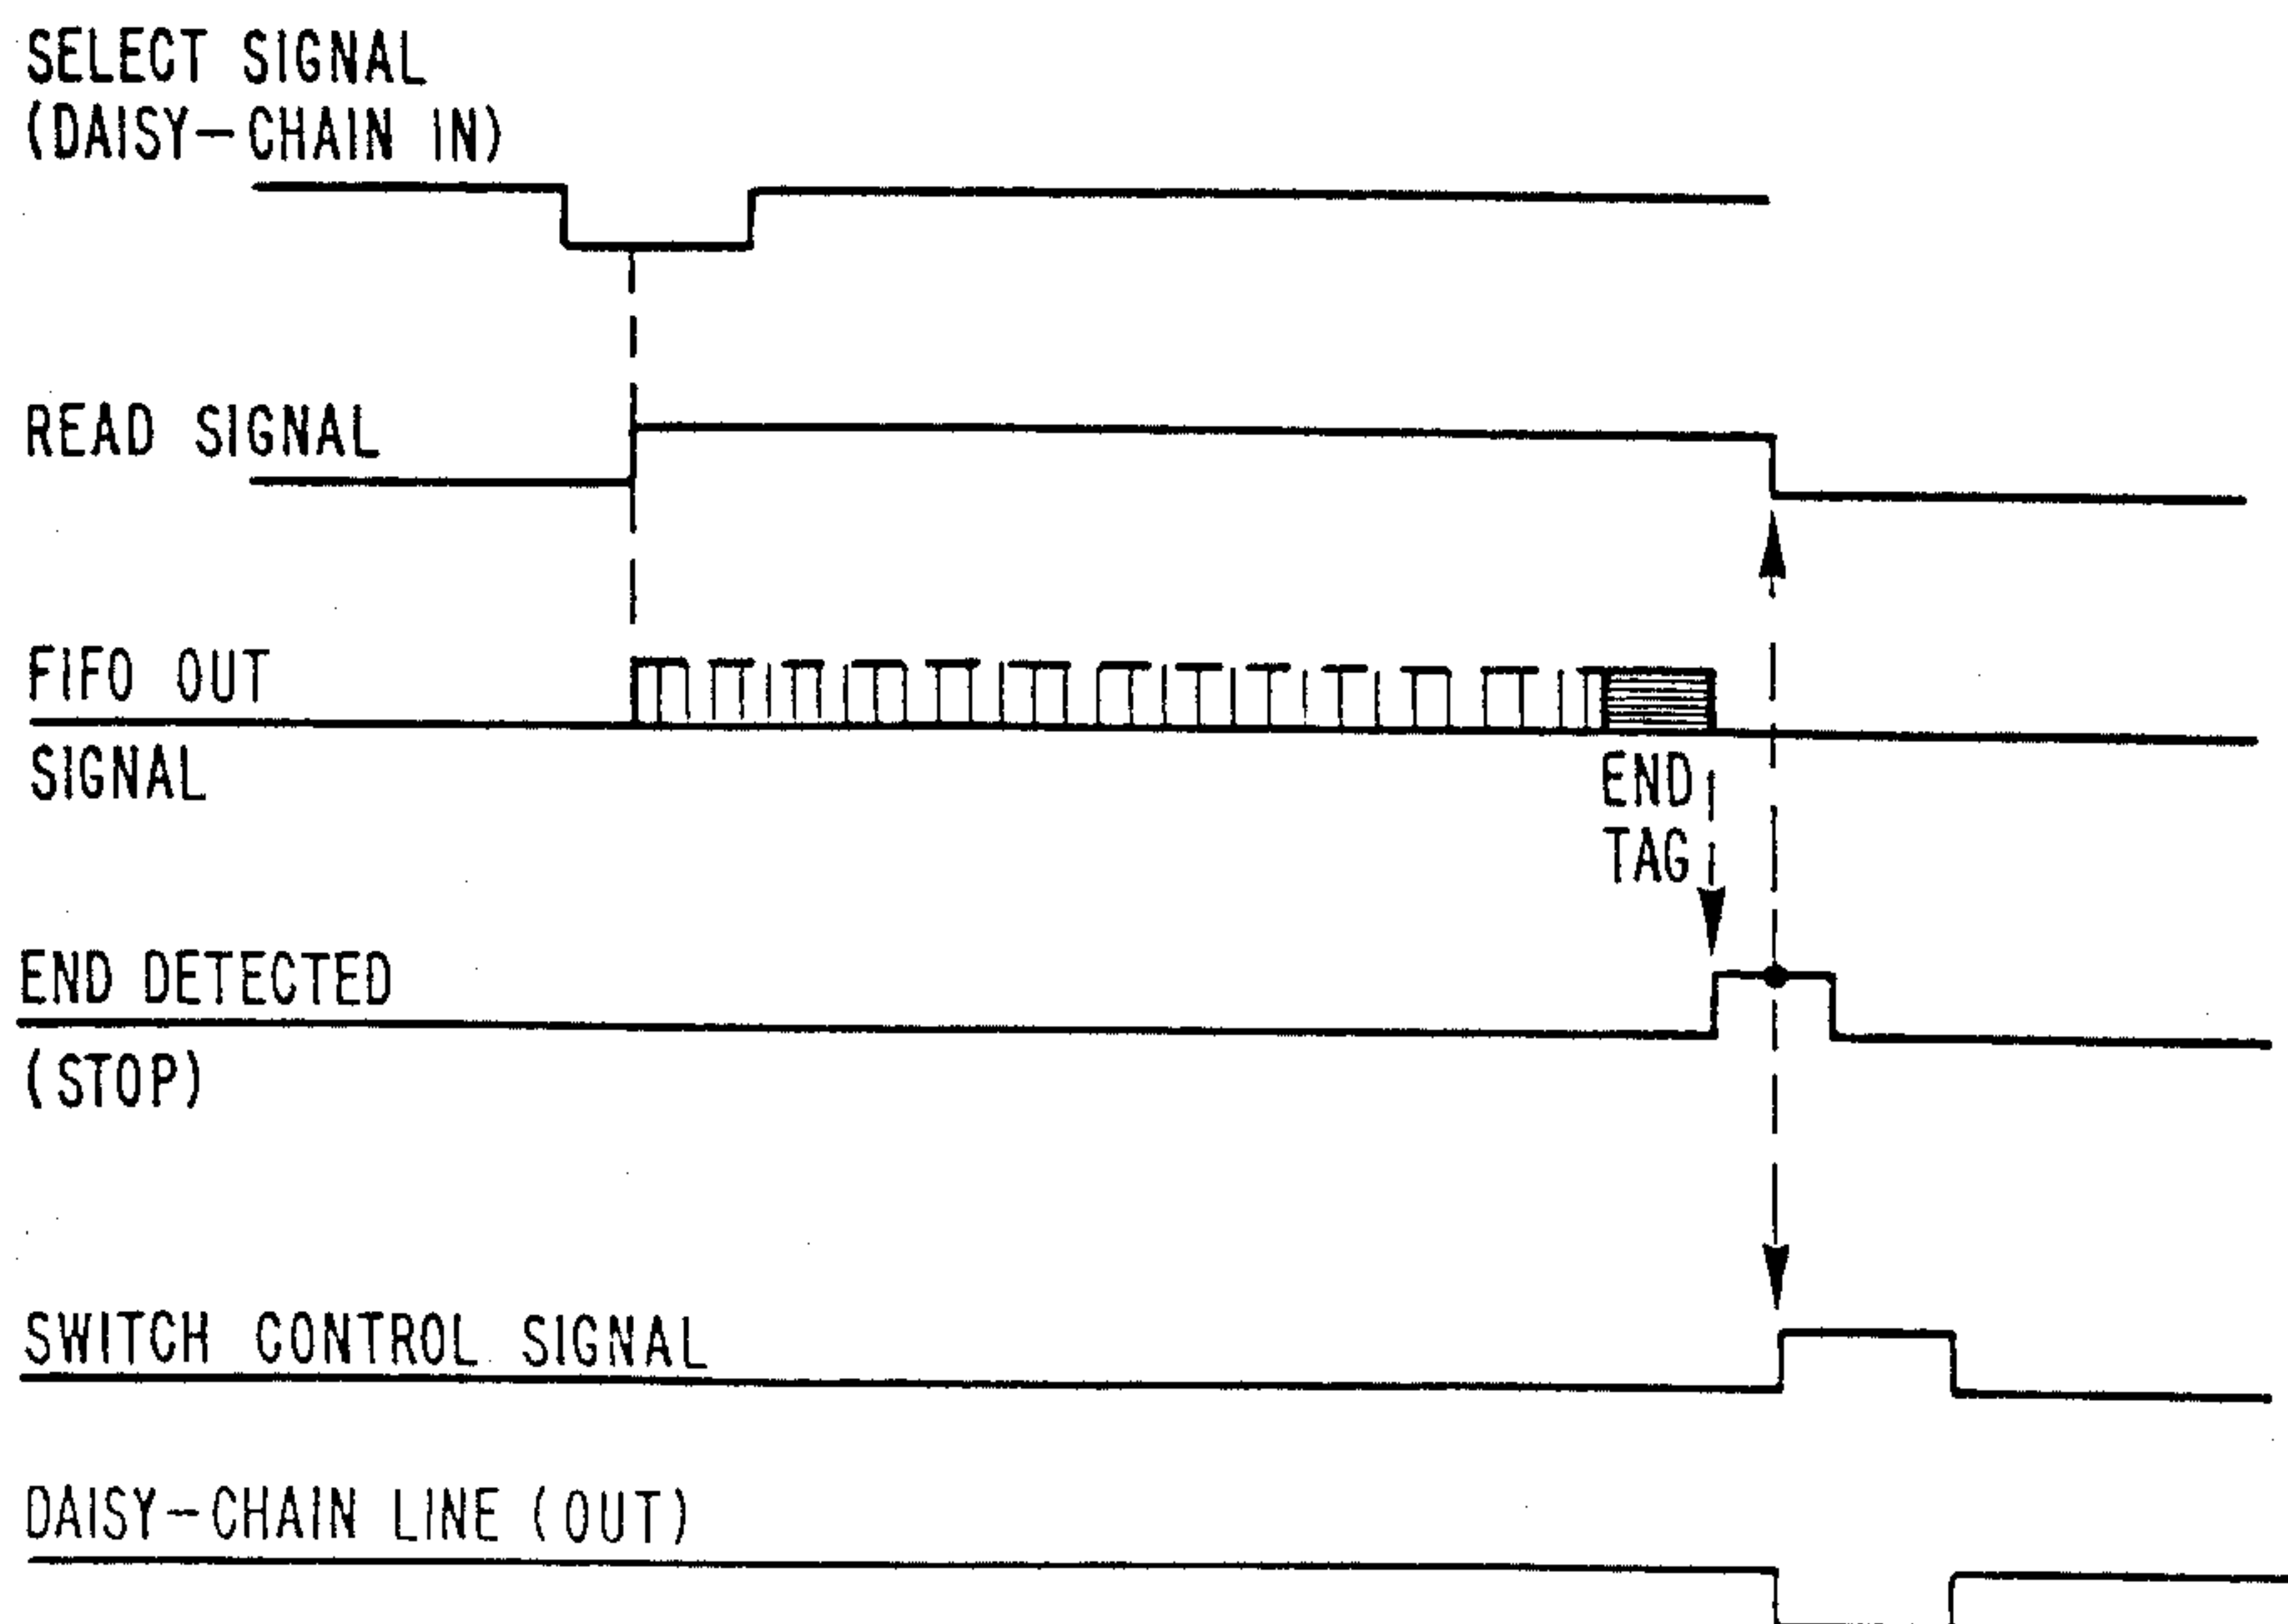 SELECT SIGNAL
(DAISY-CHAIN IN)
READ SIGNAL
FIFO OUT
SIGNAL
END
TAG
END DETECTED
(STOP)
SWITCH CONTROL SIGNAL
DAISY-CHAIN LINE (OUT)